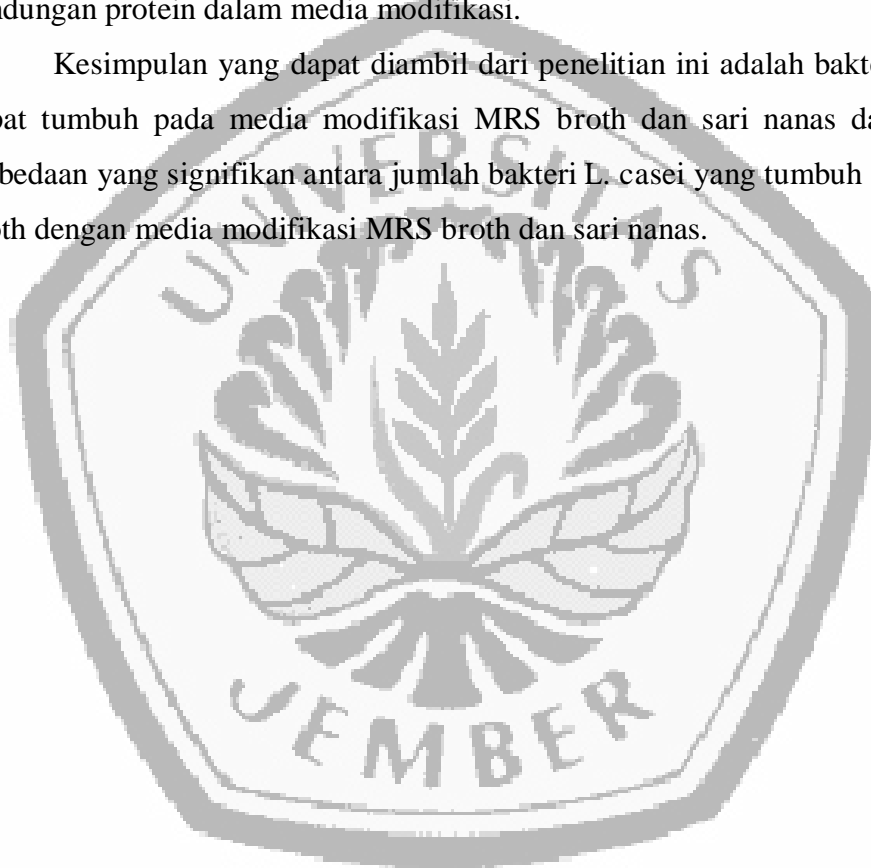 ndungan protein dalam media modifikasi.
Kesimpulan yang dapat diambil dari penelitian ini adalah bakte
pat tumbuh pada media modifikasi MRS broth dan sari nanas da
bedaan yang signifikan antara jumlah bakteri L. casei yang tumbuh
oth dengan media modifikasi MRS broth dan sari nanas.
UNIVERSITAS
JEMBER